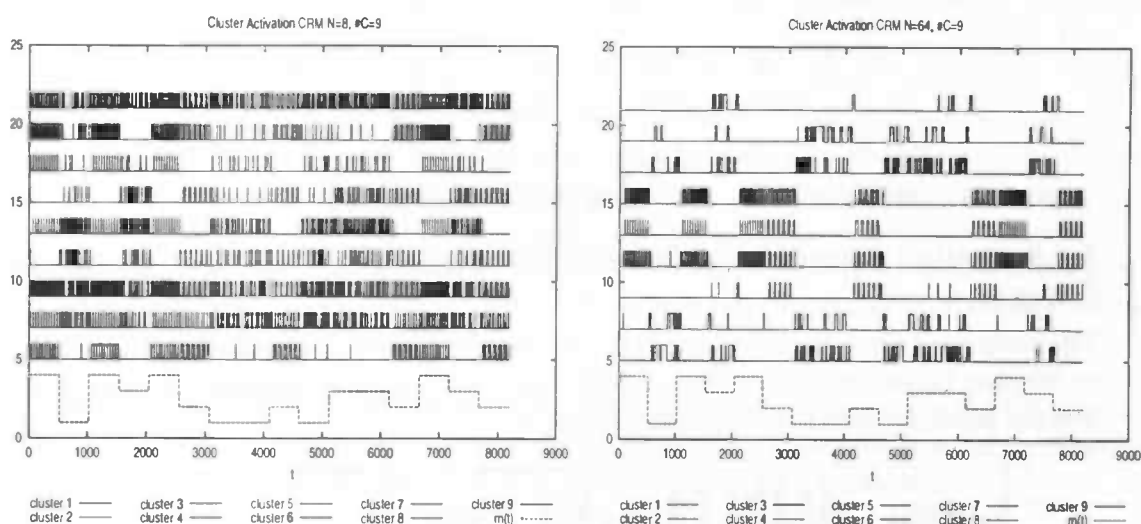 Cluster Activation CRM N=8, #C=9
25
20
15
10
5
0
0 1000 2000 3000 4000 5000 6000 7000 8000 9000
t
cluster 1 cluster 3 cluster 5 cluster 7 cluster 9
cluster 2 cluster 4 cluster 6 cluster 8 m(t)
Cluster Activation CRM N=64, #C=9
25
20
15
10
5
0
0 1000 2000 3000 4000 5000 6000 7000 8000 9000
t
cluster 1 cluster 3 cluster 5 cluster 7 cluster 9
cluster 2 cluster 4 cluster 6 cluster 8 m(t)